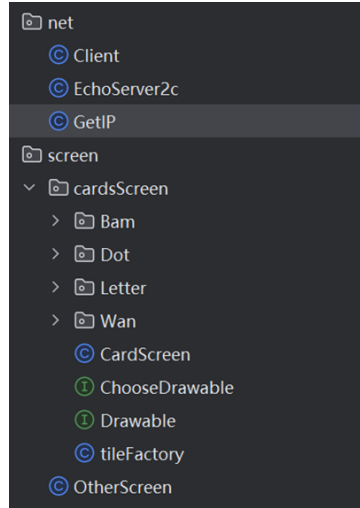 net
Client
EchoServer2c
GetIP
screen
cardsScreen
Bam
Dot
Letter
Wan
CardScreen
ChooseDrawable
Drawable
tileFactory
OtherScreen